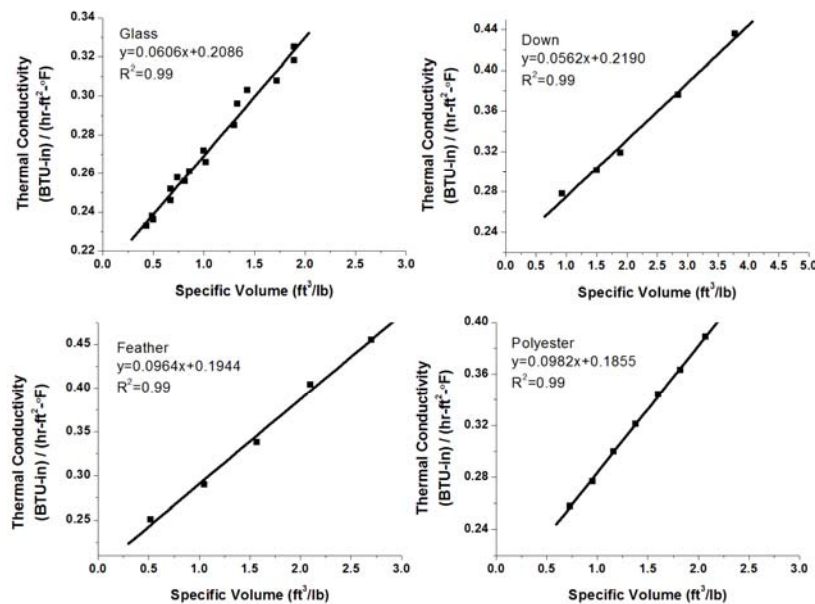 Glass
y=0.0606x+0.2086
R²=0.99
Thermal Conductivity
(BTU-in) / (hr-ft²-°F)
0.34
0.32
0.30
0.28
0.26
0.24
0.22
0.0 0.5 1.0 1.5 2.0 2.5 3.0
Specific Volume (ft³/lb)
Down
y=0.0562x+0.2190
R²=0.99
Thermal Conductivity
(BTU-in) / (hr-ft²-°F)
0.44
0.40
0.36
0.32
0.28
0.24
0.0 0.5 1.0 1.5 2.0 2.5 3.0 3.5 4.0 4.5 5.0
Specific Volume (ft³/lb)
Feather
y=0.0964x+0.1944
R²=0.99
Thermal Conductivity
(BTU-in) / (hr-ft²-°F)
0.45
0.40
0.35
0.30
0.25
0.0 0.5 1.0 1.5 2.0 2.5 3.0
Specific Volume (ft³/lb)
Polyester
y=0.0982x+0.1855
R²=0.99
Thermal Conductivity
(BTU-in) / (hr-ft²-°F)
0.40
0.36
0.32
0.28
0.24
0.0 0.5 1.0 1.5 2.0 2.5 3.0
Specific Volume (ft³/lb)